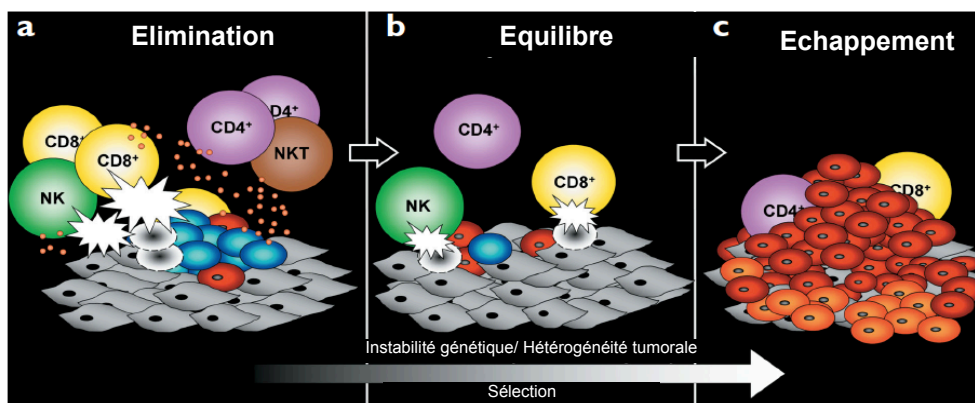 a
Elimination
CD8+
CD8+
NK
CD4+
D4+
NKT
b
Equilibre
CD4+
NK
CD8+
c
Echappement
CD4+
CD8+
Instabilité génétique/ Hétérogénéité tumorale
Sélection